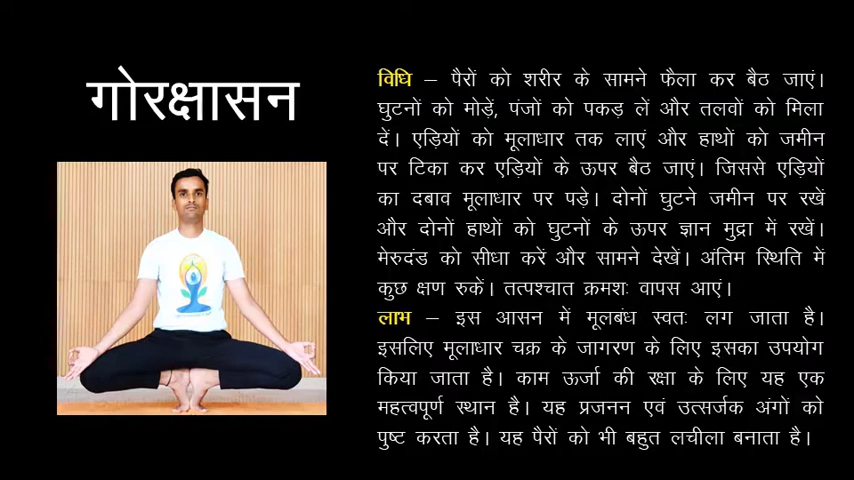 गोरक्षासन
विधि – पैरों को शरीर के सामने फैला कर बैठ जाएं।
घुटनों को मोड़ें, पंजों को पकड़ लें और तलवों को मिला
दें। एड़ियों को मूलाधार तक लाएं और हाथों को जमीन
पर टिका कर एड़ियों के ऊपर बैठ जाएं। जिससे एड़ियों
का दबाव मूलाधार पर पड़े। दोनों घुटने जमीन पर रखें
और दोनों हाथों को घुटनों के ऊपर ज्ञान मुद्रा में रखें।
मेरुदंड को सीधा करें और सामने देखें। अंतिम स्थिति में
कुछ क्षण रुकें। तत्पश्चात क्रमशः वापस आएं।
लाभ – इस आसन में मूलबंध स्वतः लग जाता है।
इसलिए मूलाधार चक्र के जागरण के लिए इसका उपयोग
किया जाता है। काम ऊर्जा की रक्षा के लिए यह एक
महत्वपूर्ण स्थान है। यह प्रजनन एवं उत्सर्जक अंगों को
पुष्ट करता है। यह पैरों को भी बहुत लचीला बनाता है।